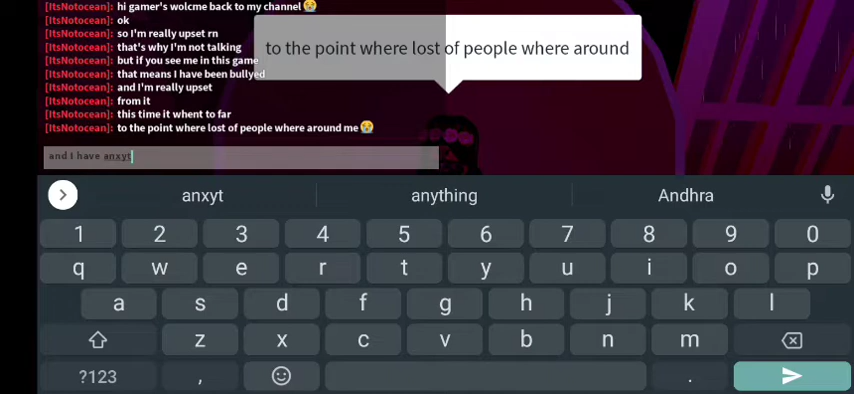 [ItsNotocean]: hi gamer's wolcme back to my channel😭
[ItsNotocean]: ok
[ItsNotocean]: so I'm really upset rn
[ItsNotocean]: that's why I'm not talking
[ItsNotocean]: but if you see me in this game
[ItsNotocean]: that means I have been bullyed
[ItsNotocean]: and I'm really upset
[ItsNotocean]: from it
[ItsNotocean]: this time it whent to far
[ItsNotocean]: to the point where lost of people where around me😭
to the point where lost of people where around
and I have anxyt
anxyt anything Andhra
1 2 3 4 5 6 7 8 9 0
q w e r t y u i o p
a s d f g h j k l
z x c v b n m
?123 , .